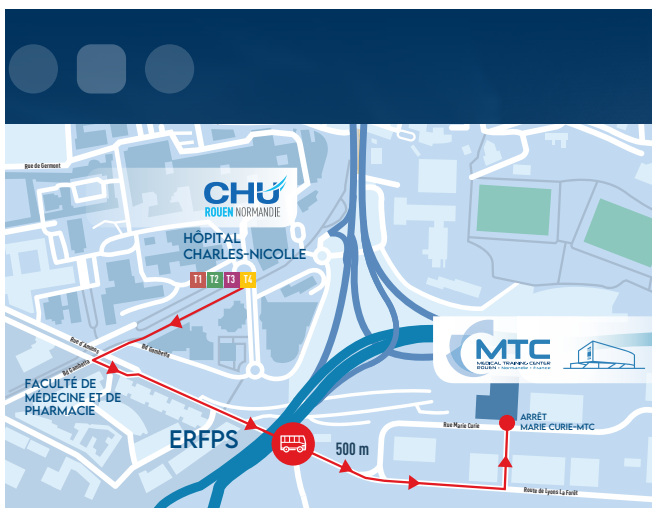 Rue de Germont
CHU
ROUEN NORMANDIE
HÔPITAL
CHARLES-NICOLLE
T1 T2 T3 T4
Rue d'Amiens
Bd Gambetta
Bd Gambetta
FACULTÉ DE
MÉDECINE ET DE
PHARMACIE
MTC
MEDICAL TRAINING CENTER
ROUEN • Normandie • France
ARRÊT
MARIE CURIE-MTC
Rue Marie Curie
ERFPS
500 m
Route de Lyons La Forêt